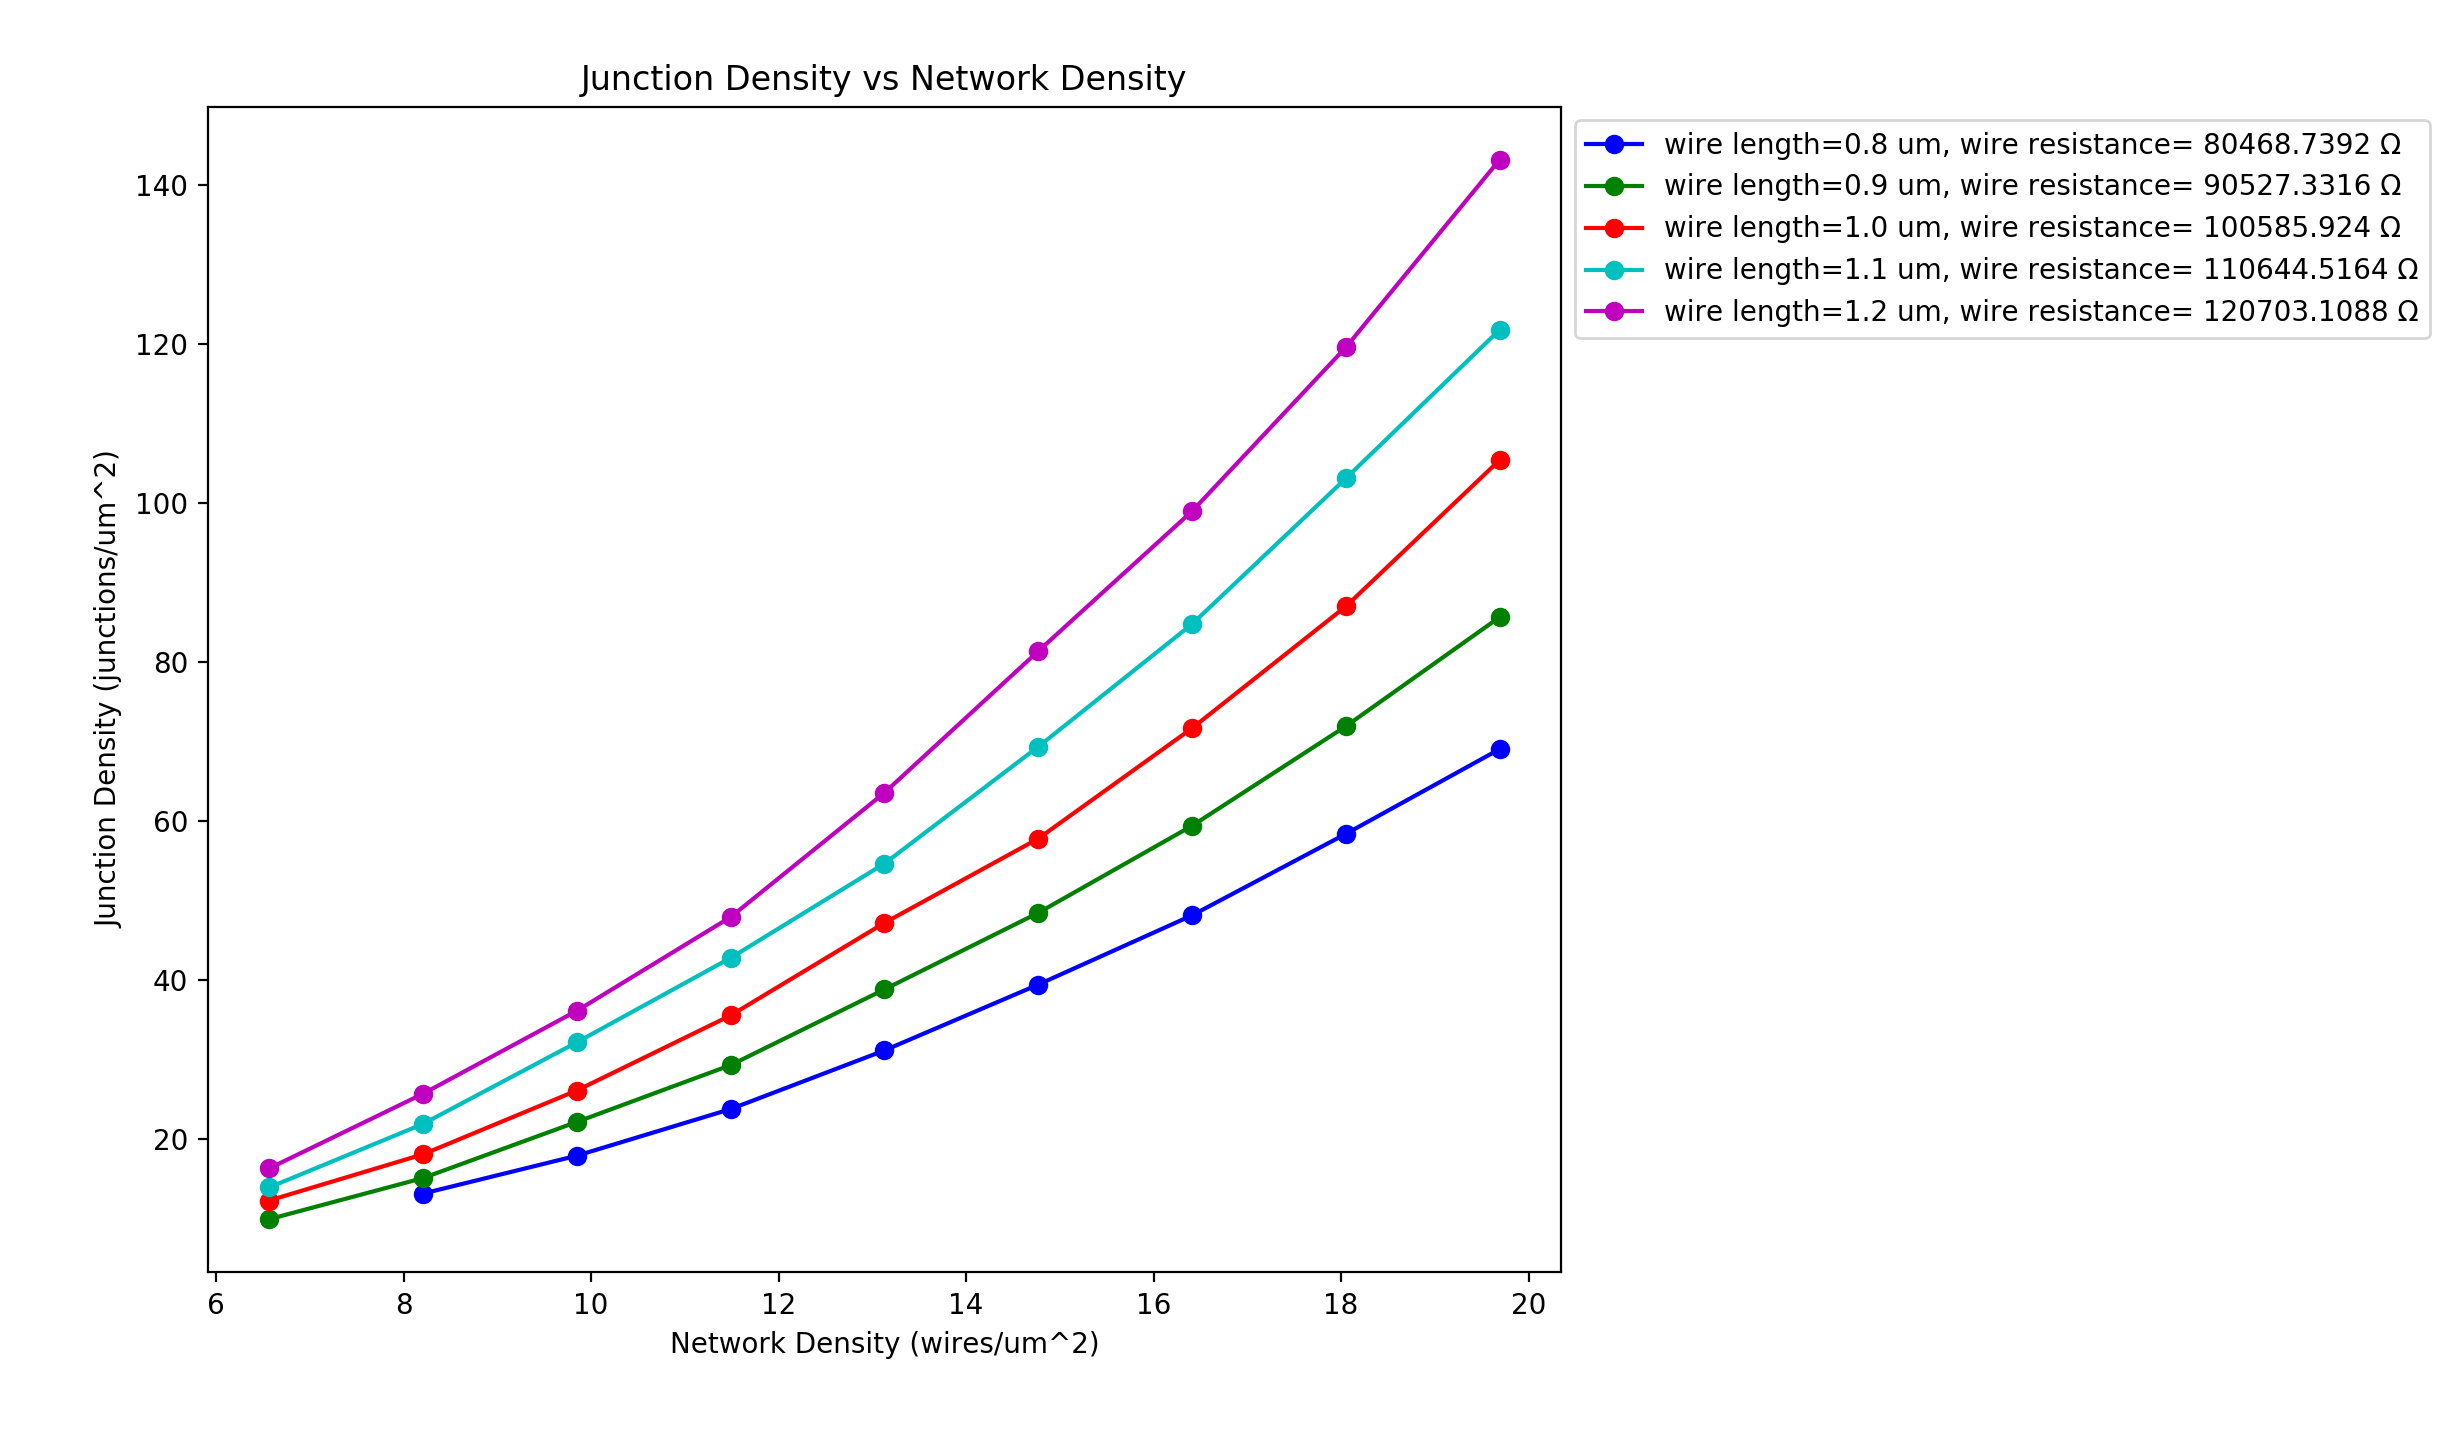 Junction Density vs Network Density
wire length=0.8 um, wire resistance= 80468.7392 Ω
wire length=0.9 um, wire resistance= 90527.3316 Ω
wire length=1.0 um, wire resistance= 100585.924 Ω
wire length=1.1 um, wire resistance= 110644.5164 Ω
wire length=1.2 um, wire resistance= 120703.1088 Ω
Junction Density (junctions/um^2)
140
120
100
80
60
40
20
6 8 10 12 14 16 18 20
Network Density (wires/um^2)